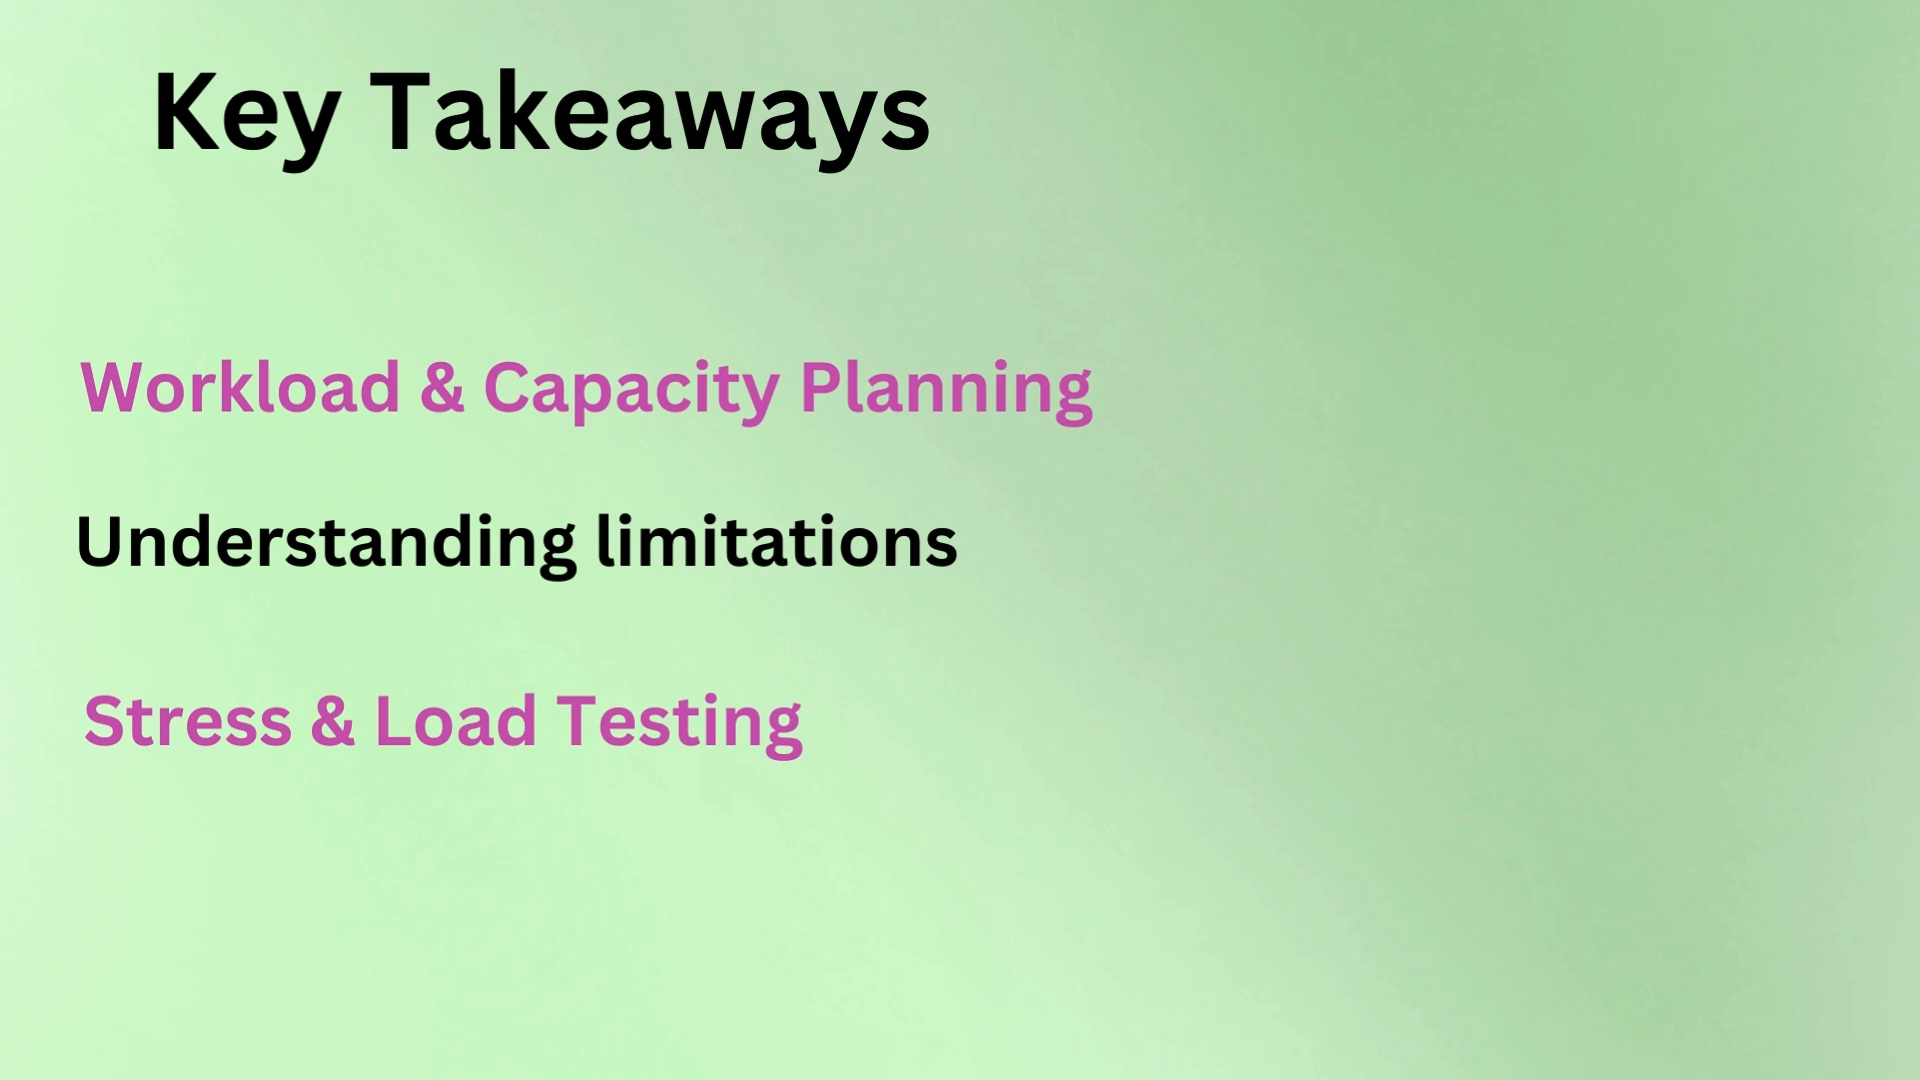 Key Takeaways
Workload & Capacity Planning
Understanding limitations
Stress & Load Testing